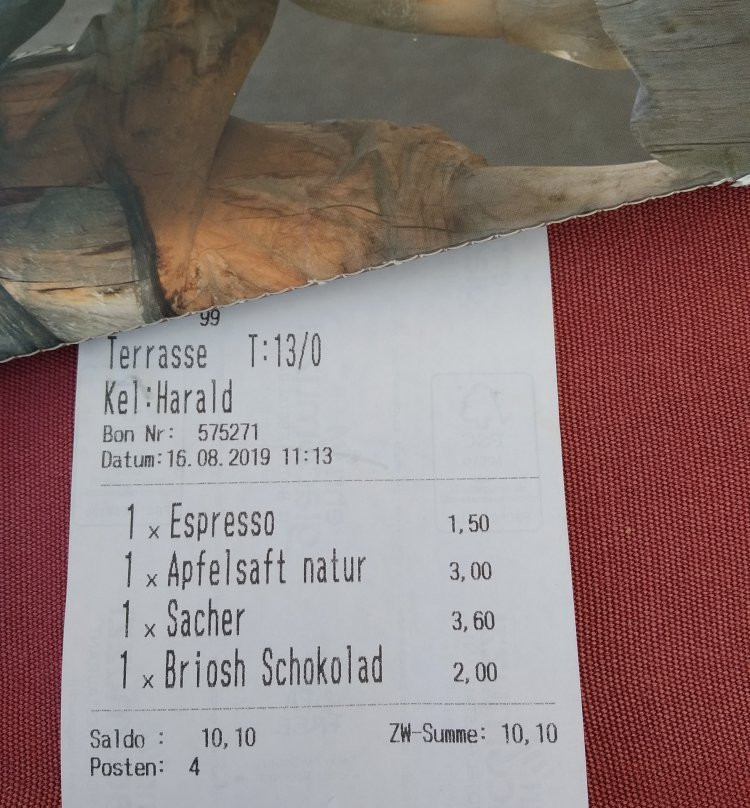 99
Terrasse T:13/0
Kel:Harald
Bon Nr: 575271
Datum:16.08.2019 11:13
1 x Espresso 1,50
1 x Apfelsaft natur 3,00
1 x Sacher 3,60
1 x Briosh Schokolad 2,00
Saldo : 10,10 ZW-Summe: 10,10
Posten: 4